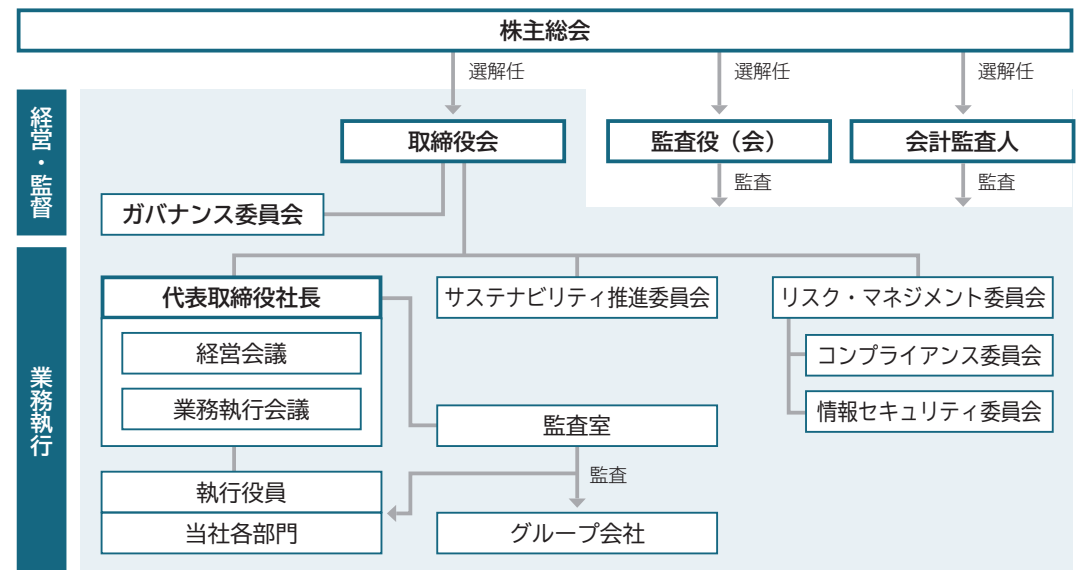 株主総会
選解任
選解任
選解任
経営・監督
取締役会
監査役（会）
会計監査人
監査
監査
ガバナンス委員会
業務執行
代表取締役社長
サステナビリティ推進委員会
リスク・マネジメント委員会
経営会議
コンプライアンス委員会
業務執行会議
監査室
情報セキュリティ委員会
監査
執行役員
当社各部門
グループ会社